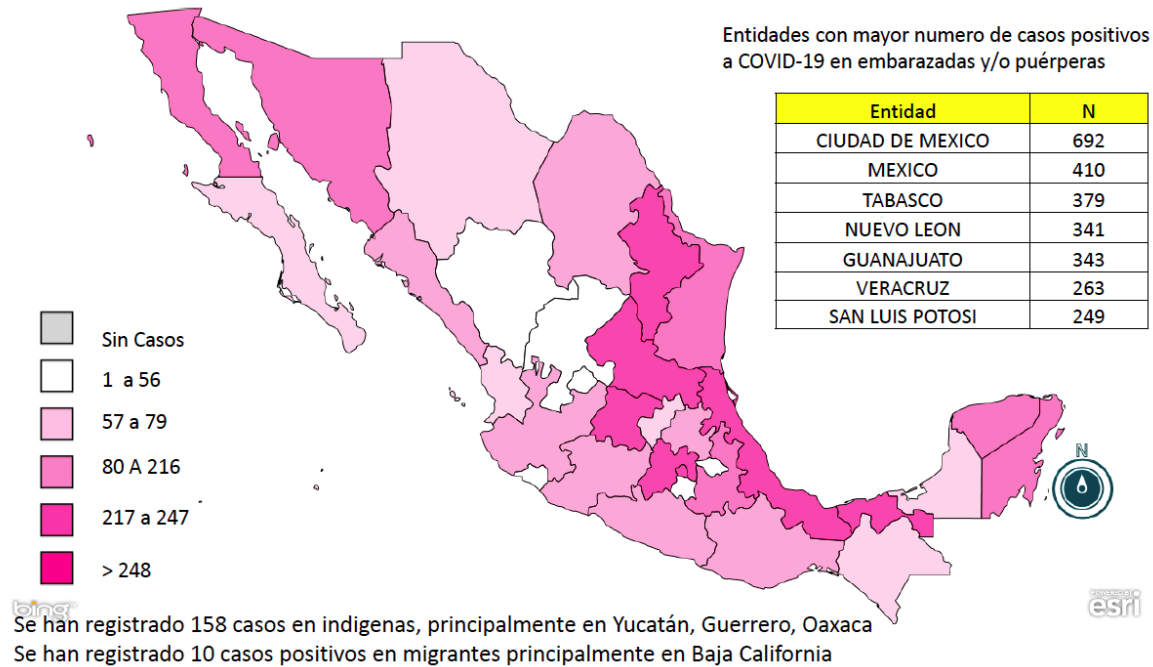 Entidades con mayor numero de casos positivos
a COVID-19 en embarazadas y/o puérperas
Entidad N
CIUDAD DE MEXICO 692
MEXICO 410
TABASCO 379
NUEVO LEON 341
GUANAJUATO 343
VERACRUZ 263
SAN LUIS POTOSI 249
Sin Casos
1 a 56
57 a 79
80 A 216
217 a 247
> 248
N
bing
POWERED BY
esri
Se han registrado 158 casos en indigenas, principalmente en Yucatán, Guerrero, Oaxaca
Se han registrado 10 casos positivos en migrantes principalmente en Baja California